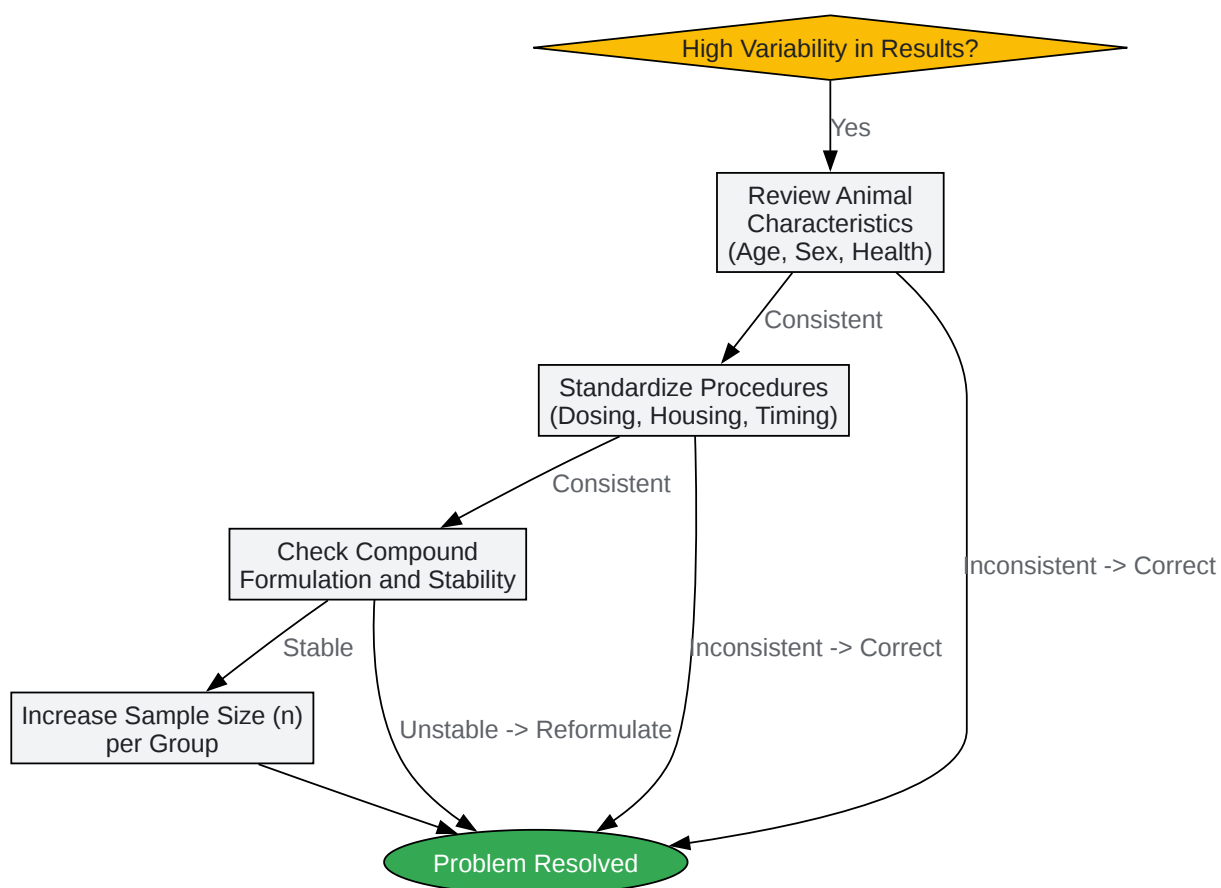 High Variability in Results?
Yes
Review Animal
Characteristics
(Age, Sex, Health)
Consistent
Standardize Procedures
(Dosing, Housing, Timing)
Consistent
Check Compound
Formulation and Stability
Inconsistent -> Correct
Stable
Inconsistent -> Correct
Increase Sample Size (n)
per Group
Unstable -> Reformulate
Problem Resolved